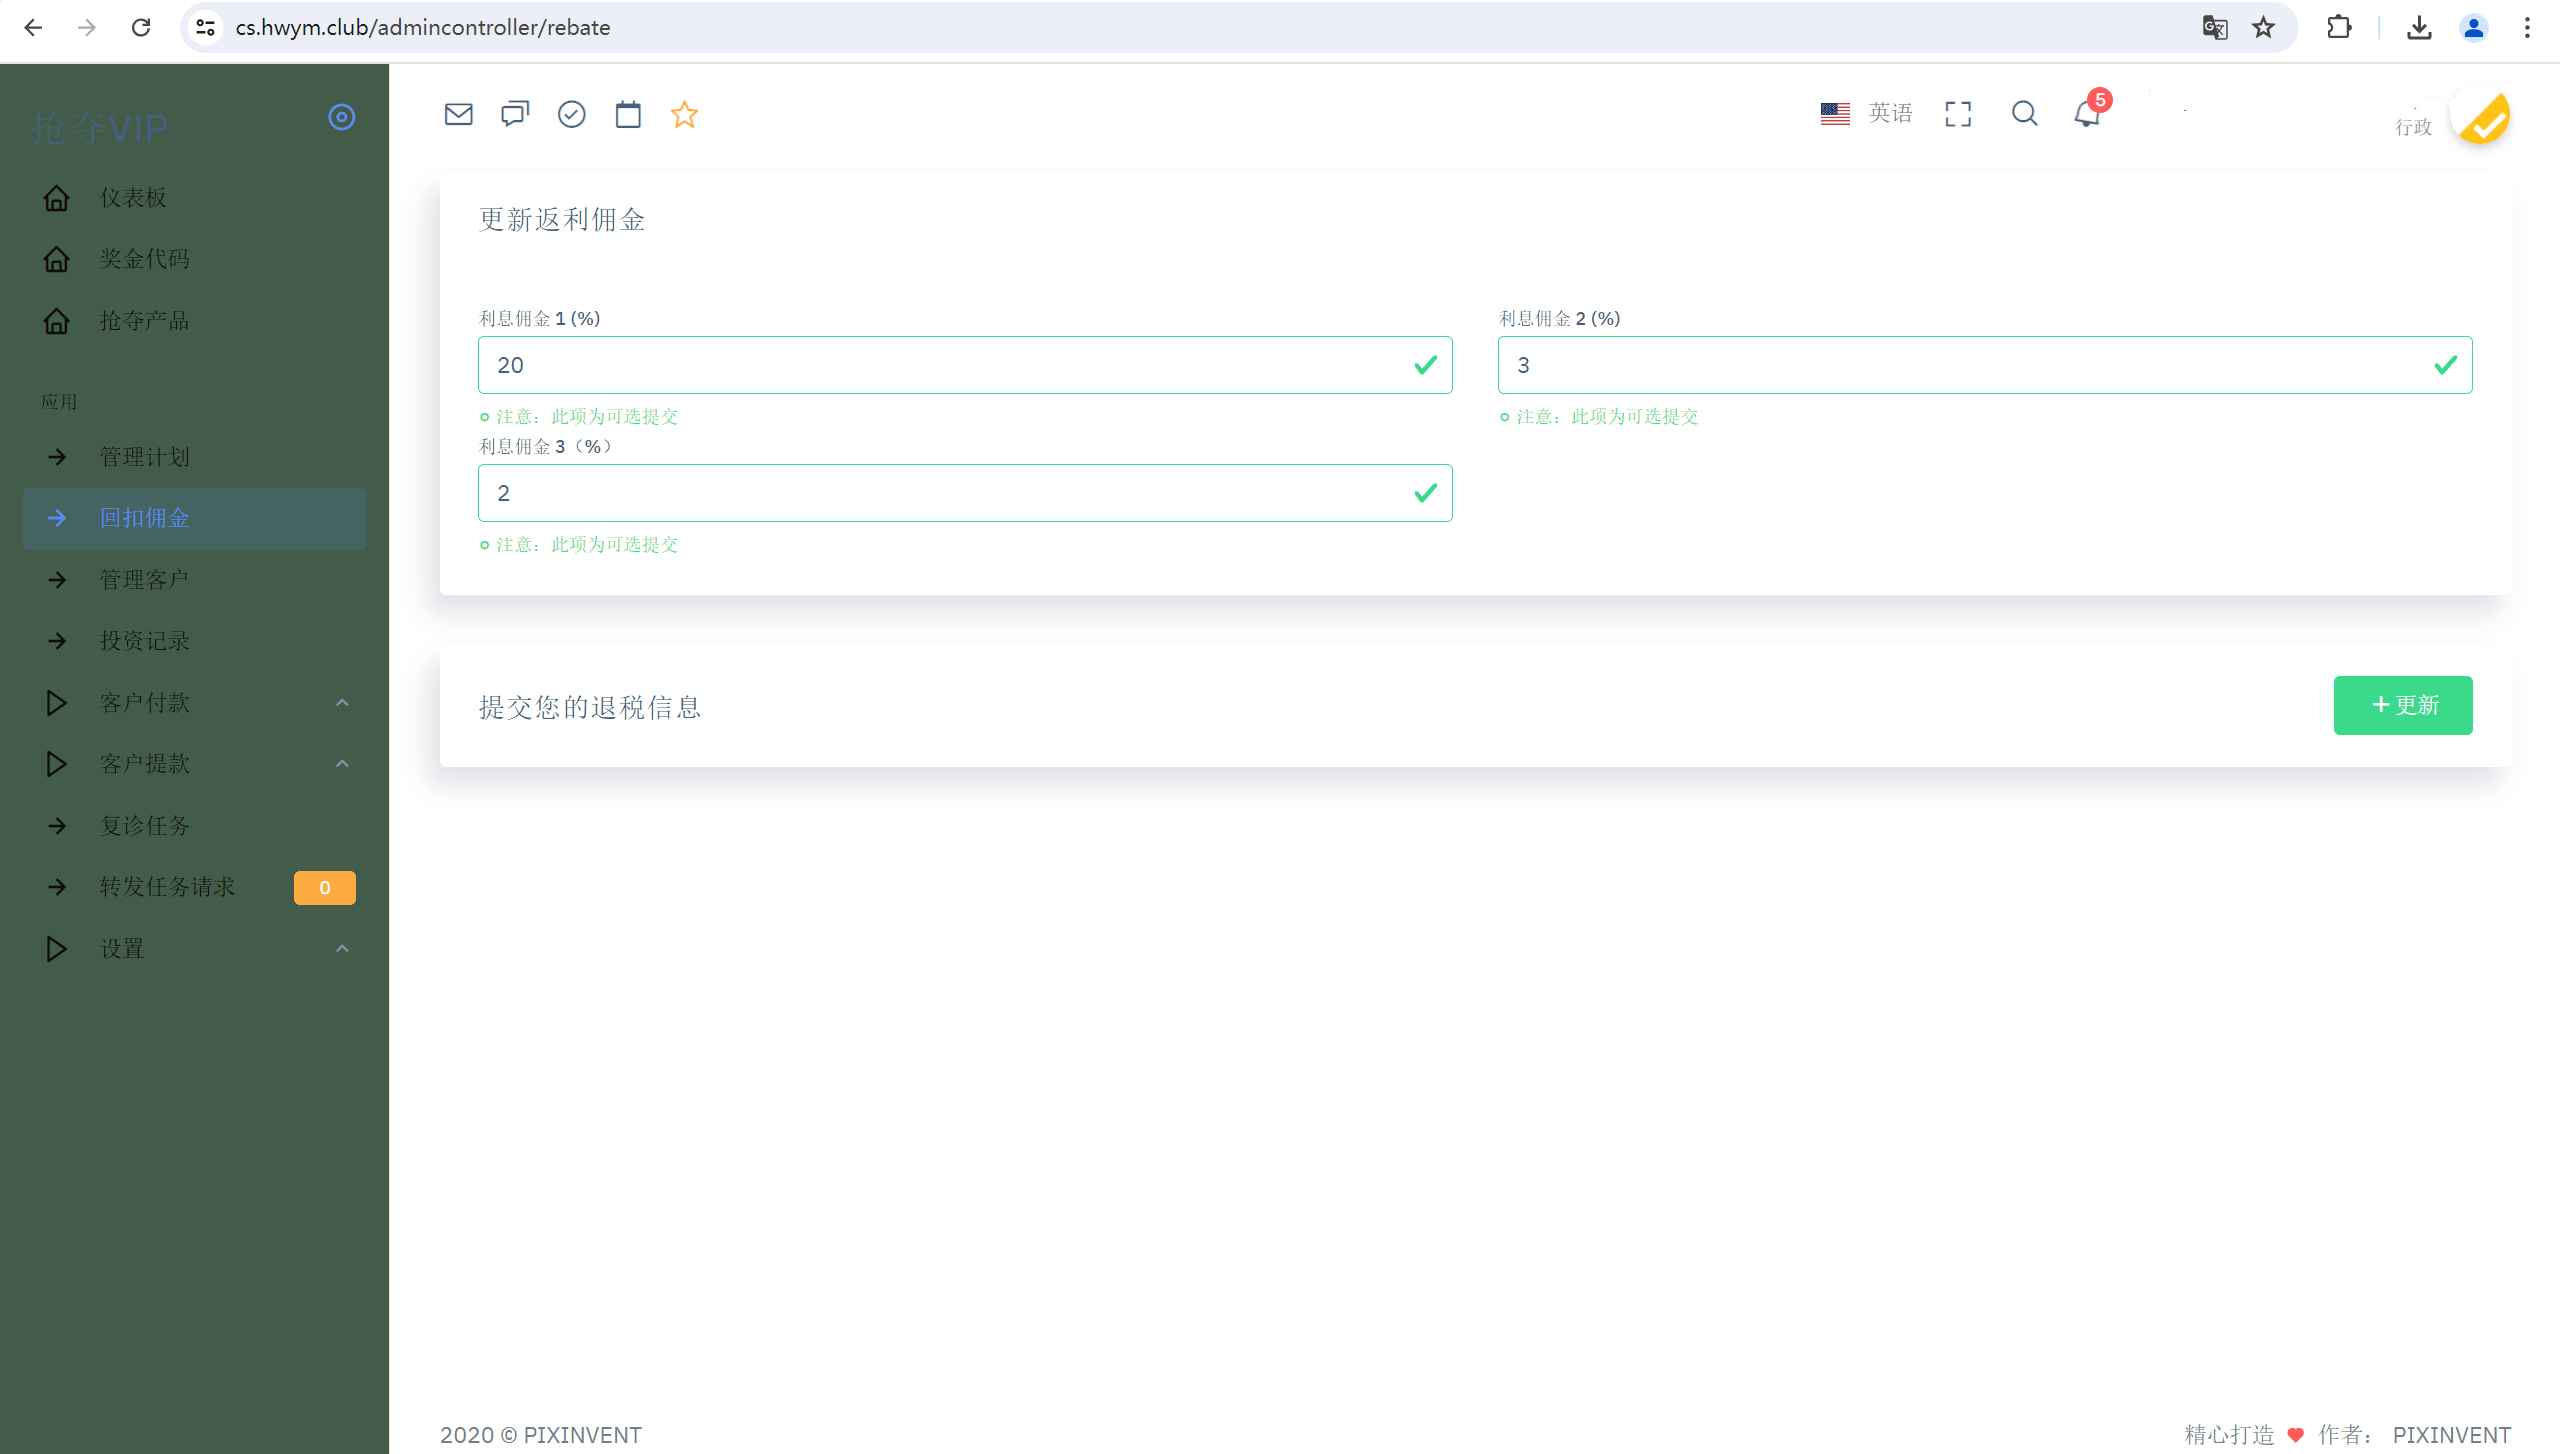 cs.hwym.club/admincontroller/rebate
抢夺VIP
仪表板
奖金代码
抢夺产品
应用
管理计划
回扣佣金
管理客户
投资记录
客户付款
客户提款
复诊任务
转发任务请求 0
设置
英语
5
行政
更新返利佣金
利息佣金 1 (%)
20
注意：此项为可选提交
利息佣金 2 (%)
3
注意：此项为可选提交
利息佣金 3（%）
2
注意：此项为可选提交
提交您的退税信息
+ 更新
2020 © PIXINVENT
精心打造 ♥ 作者： PIXINVENT